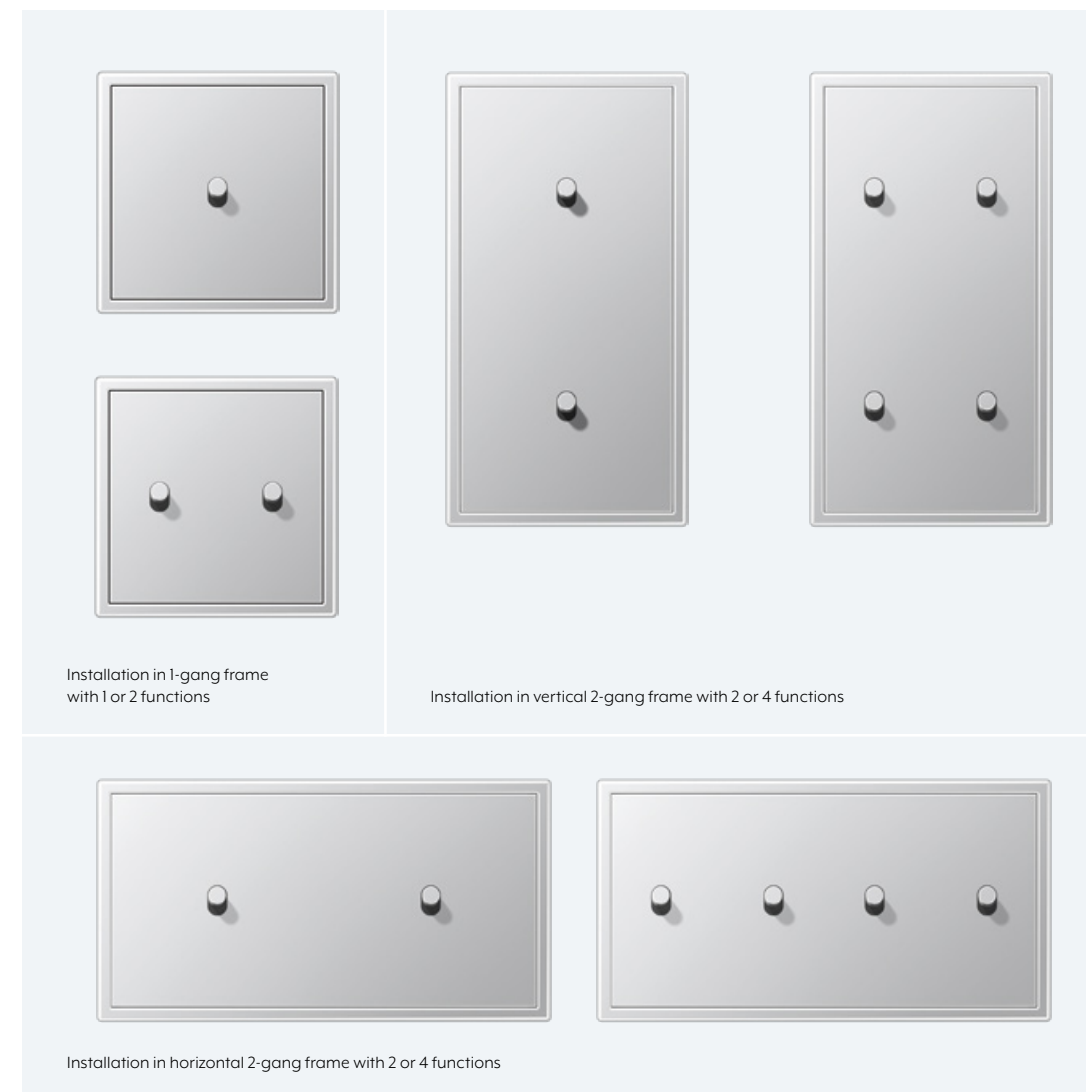 Installation in 1-gang frame
with 1 or 2 functions
Installation in vertical 2-gang frame with 2 or 4 functions
Installation in horizontal 2-gang frame with 2 or 4 functions